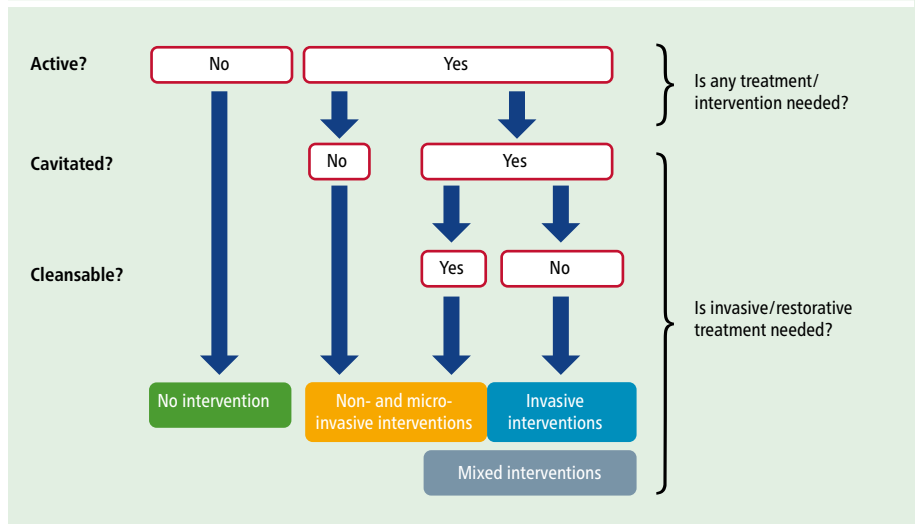 Active?
No
Yes
Is any treatment/
intervention needed?
Cavitated?
No
Yes
Cleansable?
Yes
No
Is invasive/restorative
treatment needed?
No intervention
Non- and micro-
invasive interventions
Invasive
interventions
Mixed interventions